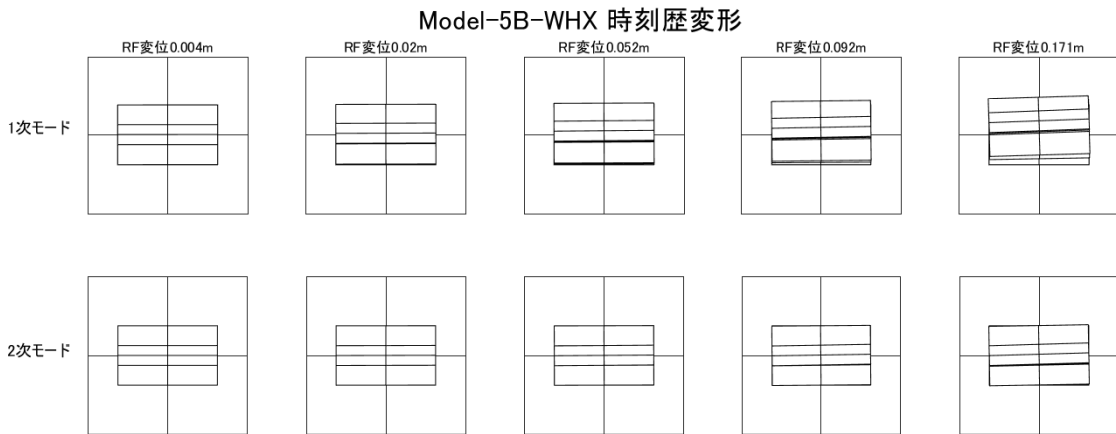 Model-5B-WHX 時刻歴変形
RF変位0.004m
RF変位0.02m
RF変位0.052m
RF変位0.092m
RF変位0.171m
1次モード
2次モード